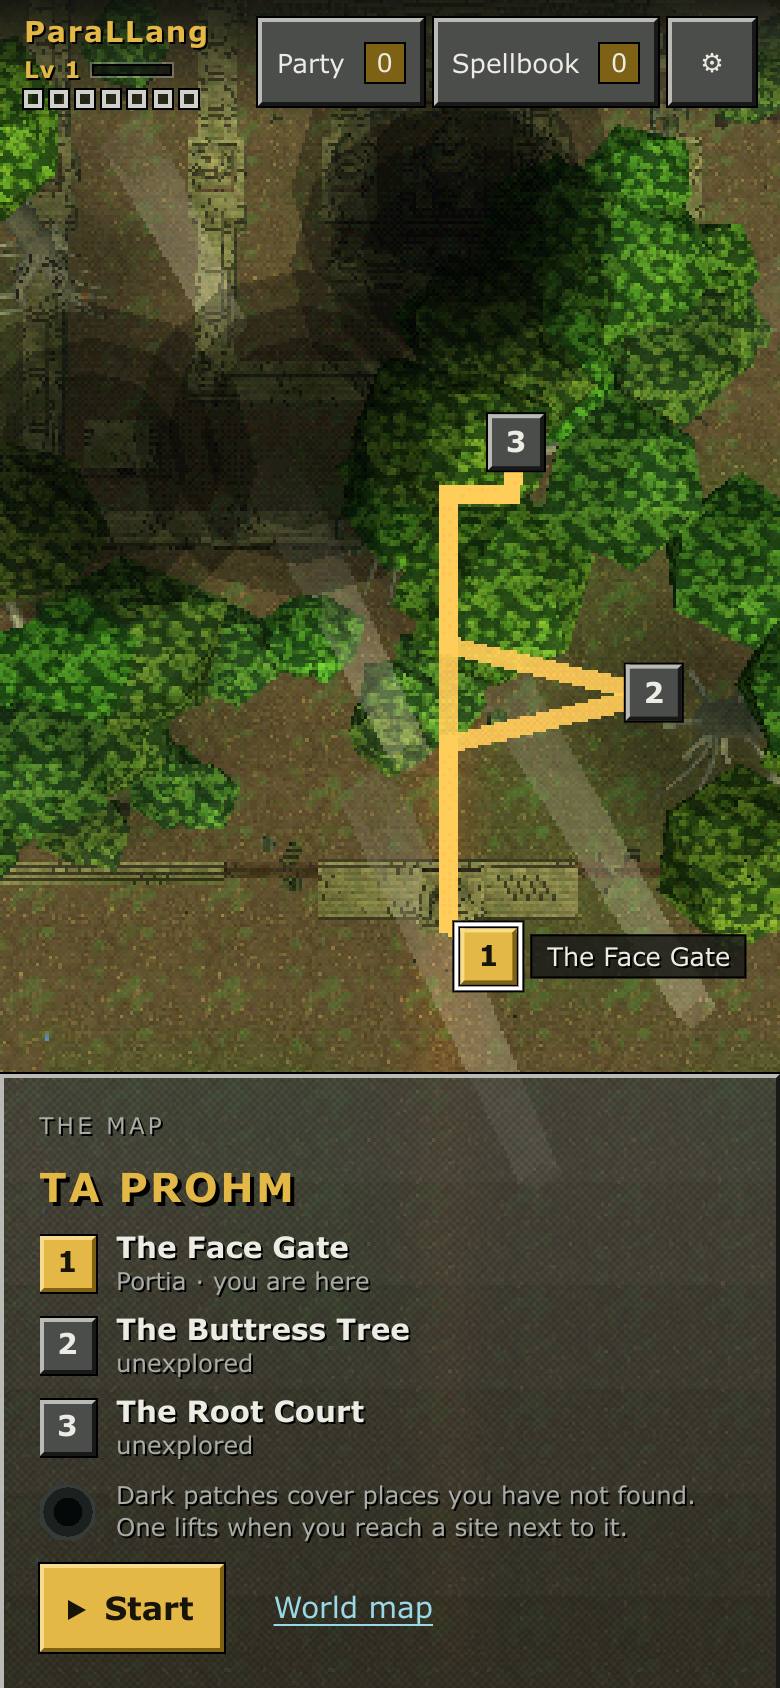 ParaLLang
Lv 1
Party 0
Spellbook 0
⚙
3
2
1
The Face Gate
THE MAP
TA PROHM
1
The Face Gate
Portia · you are here
2
The Buttress Tree
unexplored
3
The Root Court
unexplored
Dark patches cover places you have not found.
One lifts when you reach a site next to it.
▶ Start
World map